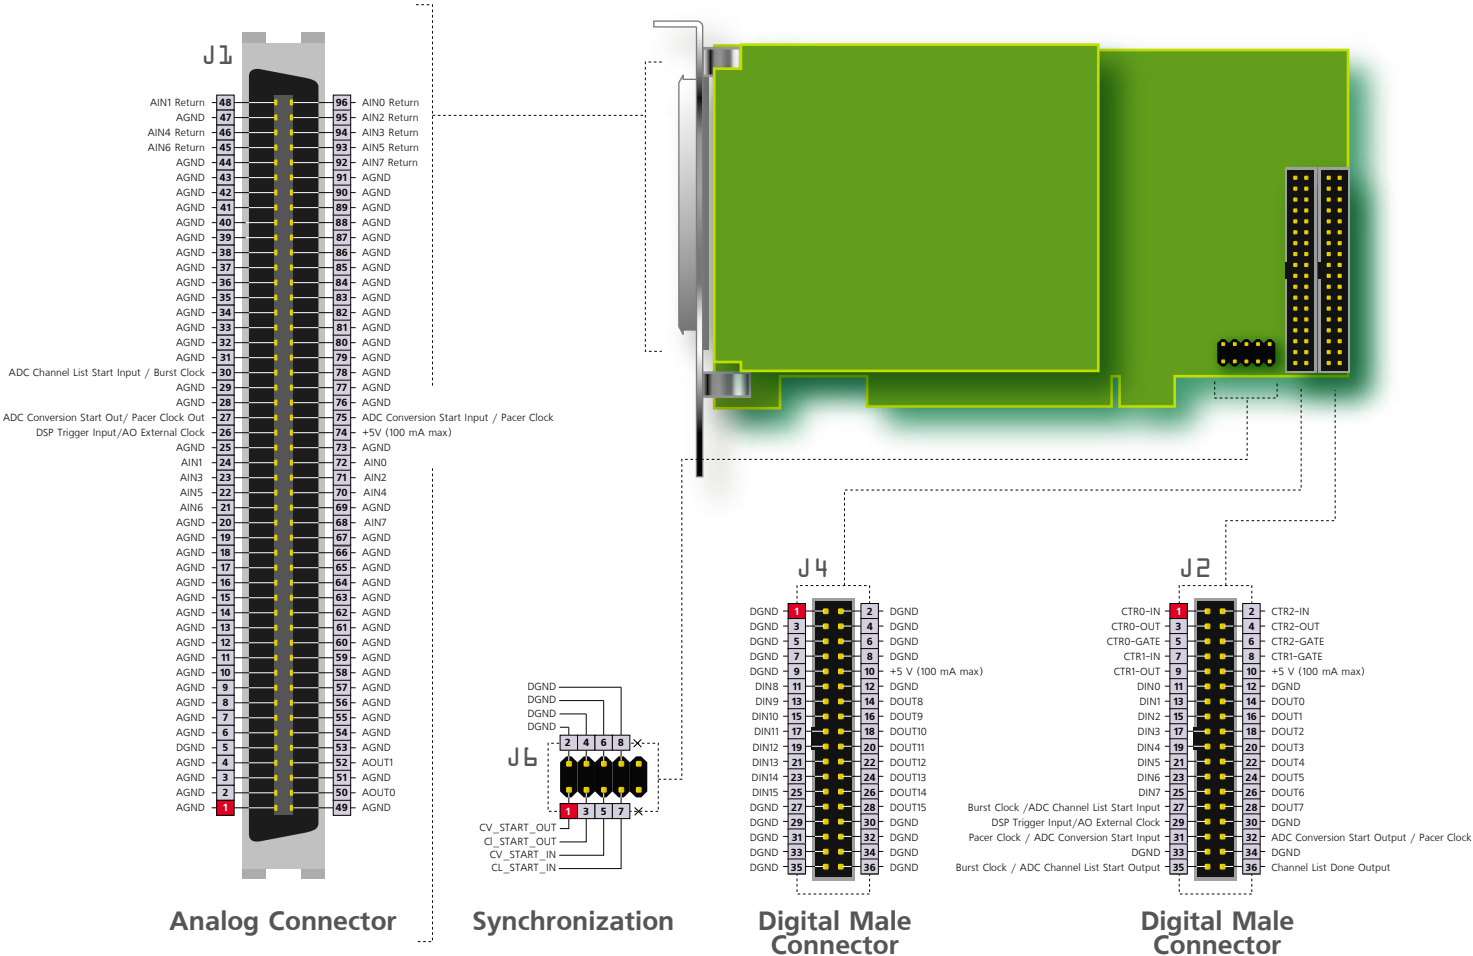 J1
AIN1 Return 48 96 AIN0 Return
AGND 47 95 AIN2 Return
AIN4 Return 46 94 AIN3 Return
AIN6 Return 45 93 AIN5 Return
AGND 44 92 AIN7 Return
AGND 43 91 AGND
AGND 42 90 AGND
AGND 41 89 AGND
AGND 40 88 AGND
AGND 39 87 AGND
AGND 38 86 AGND
AGND 37 85 AGND
AGND 36 84 AGND
AGND 35 83 AGND
AGND 34 82 AGND
AGND 33 81 AGND
AGND 32 80 AGND
AGND 31 79 AGND
ADC Channel List Start Input / Burst Clock 30 78 AGND
AGND 29 77 AGND
AGND 28 76 AGND
ADC Conversion Start Out/ Pacer Clock Out 27 75 ADC Conversion Start Input / Pacer Clock
DSP Trigger Input/AO External Clock 26 74 +5V (100 mA max)
AGND 25 73 AGND
AIN1 24 72 AIN0
AIN3 23 71 AIN2
AIN5 22 70 AIN4
AIN6 21 69 AGND
AGND 20 68 AIN7
AGND 19 67 AGND
AGND 18 66 AGND
AGND 17 65 AGND
AGND 16 64 AGND
AGND 15 63 AGND
AGND 14 62 AGND
AGND 13 61 AGND
AGND 12 60 AGND
AGND 11 59 AGND
AGND 10 58 AGND
AGND 9 57 AGND
AGND 8 56 AGND
AGND 7 55 AGND
AGND 6 54 AGND
DGND 5 53 AGND
AGND 4 52 AOUT1
AGND 3 51 AGND
AGND 2 50 AOUT0
AGND 1 49 AGND
Analog Connector
DGND
DGND
DGND
DGND
2 4 6 8
J6
1 3 5 7
CV_START_OUT
Cl_START_OUT
CV_START_IN
CL_START_IN
Synchronization
J4
DGND 1 2 DGND
DGND 3 4 DGND
DGND 5 6 DGND
DGND 7 8 DGND
DGND 9 10 +5 V (100 mA max)
DIN8 11 12 DGND
DIN9 13 14 DOUT8
DIN10 15 16 DOUT9
DIN11 17 18 DOUT10
DIN12 19 20 DOUT11
DIN13 21 22 DOUT12
DIN14 23 24 DOUT13
DIN15 25 26 DOUT14
DGND 27 28 DOUT15
DGND 29 30 DGND
DGND 31 32 DGND
DGND 33 34 DGND
DGND 35 36 DGND
Digital Male
Connector
J2
CTR0-IN 1 2 CTR2-IN
CTR0-OUT 3 4 CTR2-OUT
CTR0-GATE 5 6 CTR2-GATE
CTR1-IN 7 8 CTR1-GATE
CTR1-OUT 9 10 +5 V (100 mA max)
DIN0 11 12 DGND
DIN1 13 14 DOUT0
DIN2 15 16 DOUT1
DIN3 17 18 DOUT2
DIN4 19 20 DOUT3
DIN5 21 22 DOUT4
DIN6 23 24 DOUT5
DIN7 25 26 DOUT6
Burst Clock /ADC Channel List Start Input 27 28 DOUT7
DSP Trigger Input/AO External Clock 29 30 DGND
Pacer Clock / ADC Conversion Start Input 31 32 ADC Conversion Start Output / Pacer Clock
DGND 33 34 DGND
Burst Clock / ADC Channel List Start Output 35 36 Channel List Done Output
Digital Male
Connector